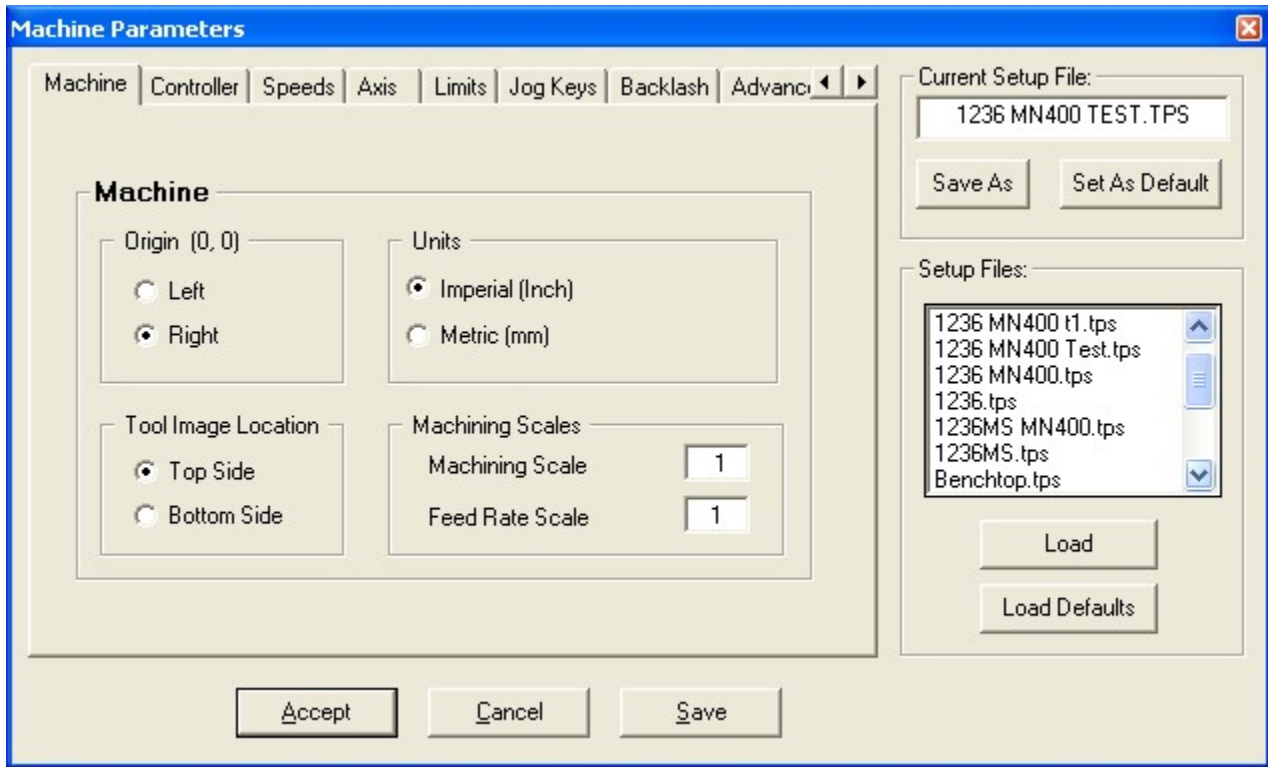 Machine Parameters
Machine Controller Speeds Axis Limits Jog Keys Backlash Advanc
Machine
Origin (0, 0)
Left
Right
Units
Imperial (Inch)
Metric (mm)
Tool Image Location
Top Side
Bottom Side
Machining Scales
Machining Scale 1
Feed Rate Scale 1
Accept Cancel Save
Current Setup File:
1236 MN400 TEST.TPS
Save As Set As Default
Setup Files:
1236 MN400 t1.tps
1236 MN400 Test.tps
1236 MN400.tps
1236.tps
1236MS MN400.tps
1236MS.tps
Benchtop.tps
Load
Load Defaults